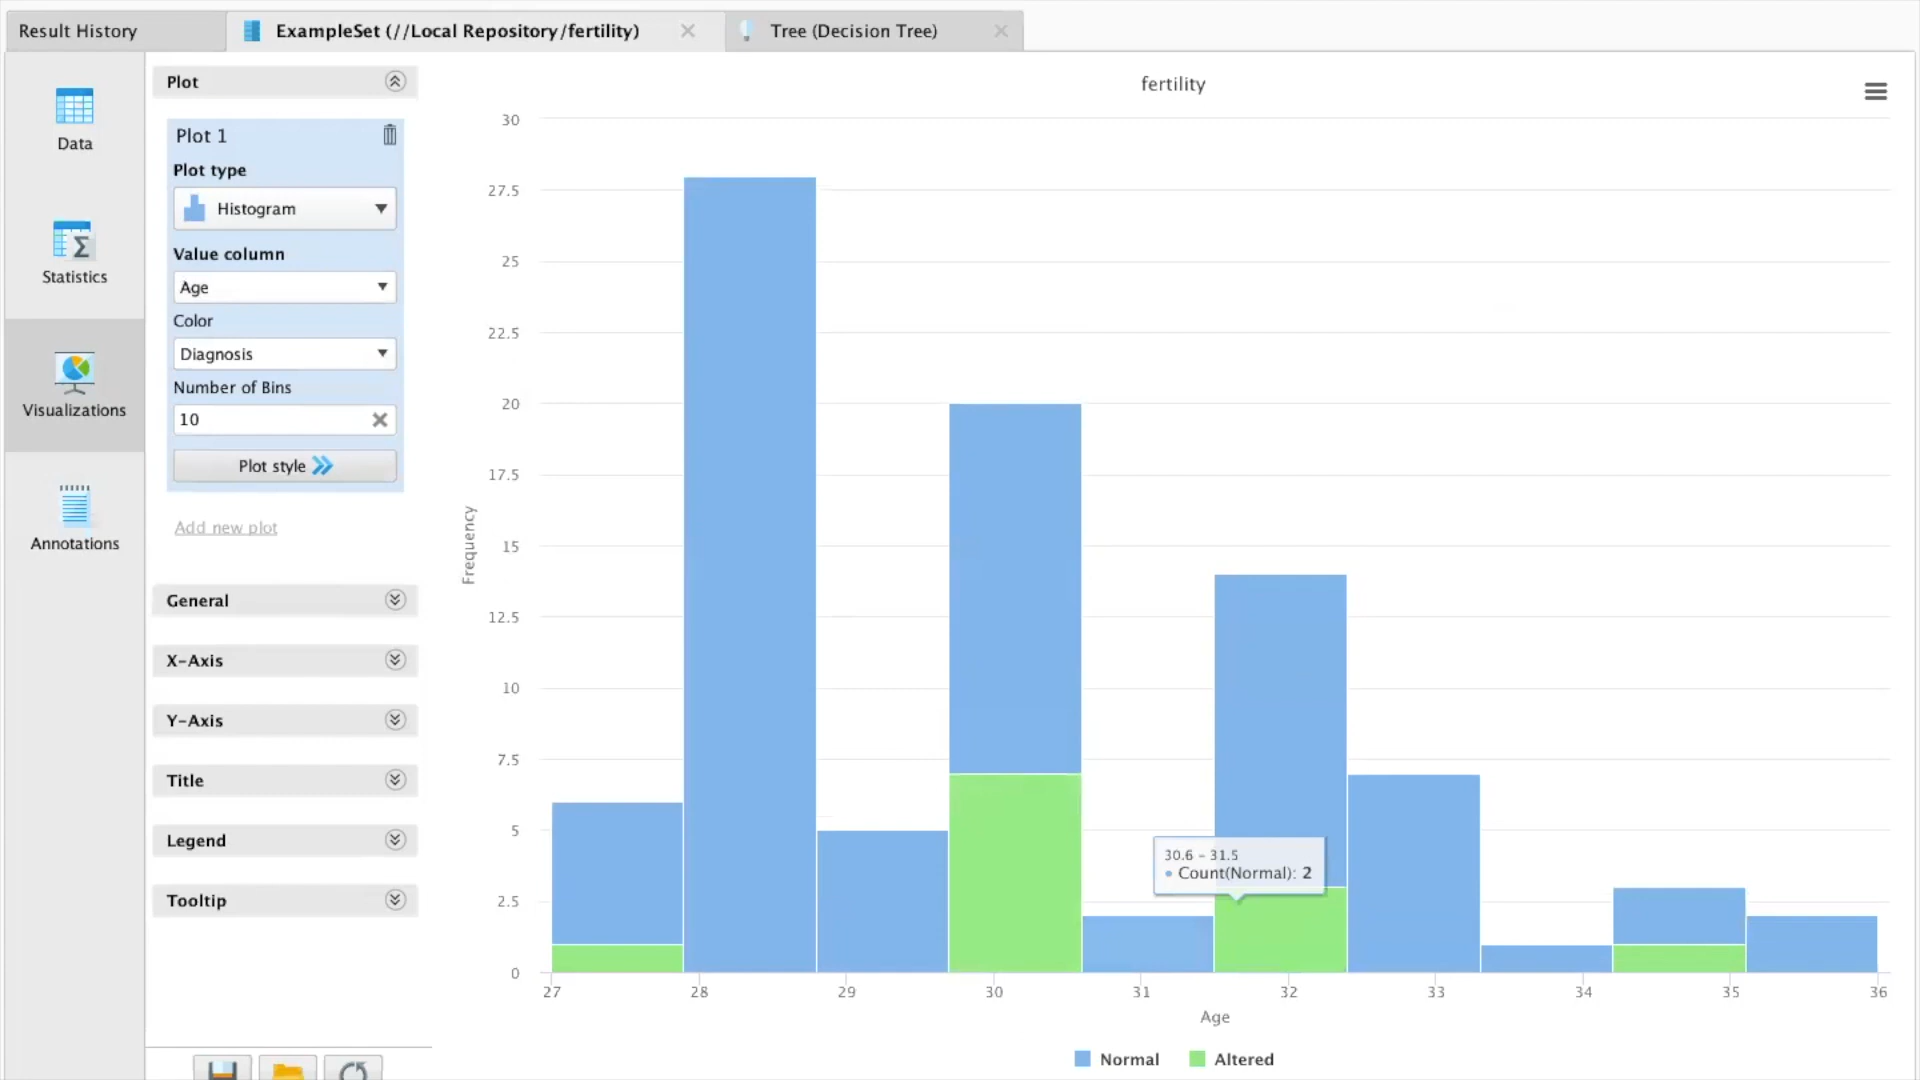 Result History
ExampleSet (//Local Repository/fertility)
Tree (Decision Tree)
Data
Statistics
Visualizations
Annotations
Plot
Plot 1
Plot type
Histogram
Value column
Age
Color
Diagnosis
Number of Bins
10
Plot style
Add new plot
General
X-Axis
Y-Axis
Title
Legend
Tooltip
fertility
30
27.5
25
22.5
20
17.5
15
12.5
10
7.5
5
2.5
0
Frequency
30.6 - 31.5
Count(Normal): 2
27 28 29 30 31 32 33 34 35 36
Age
Normal Altered